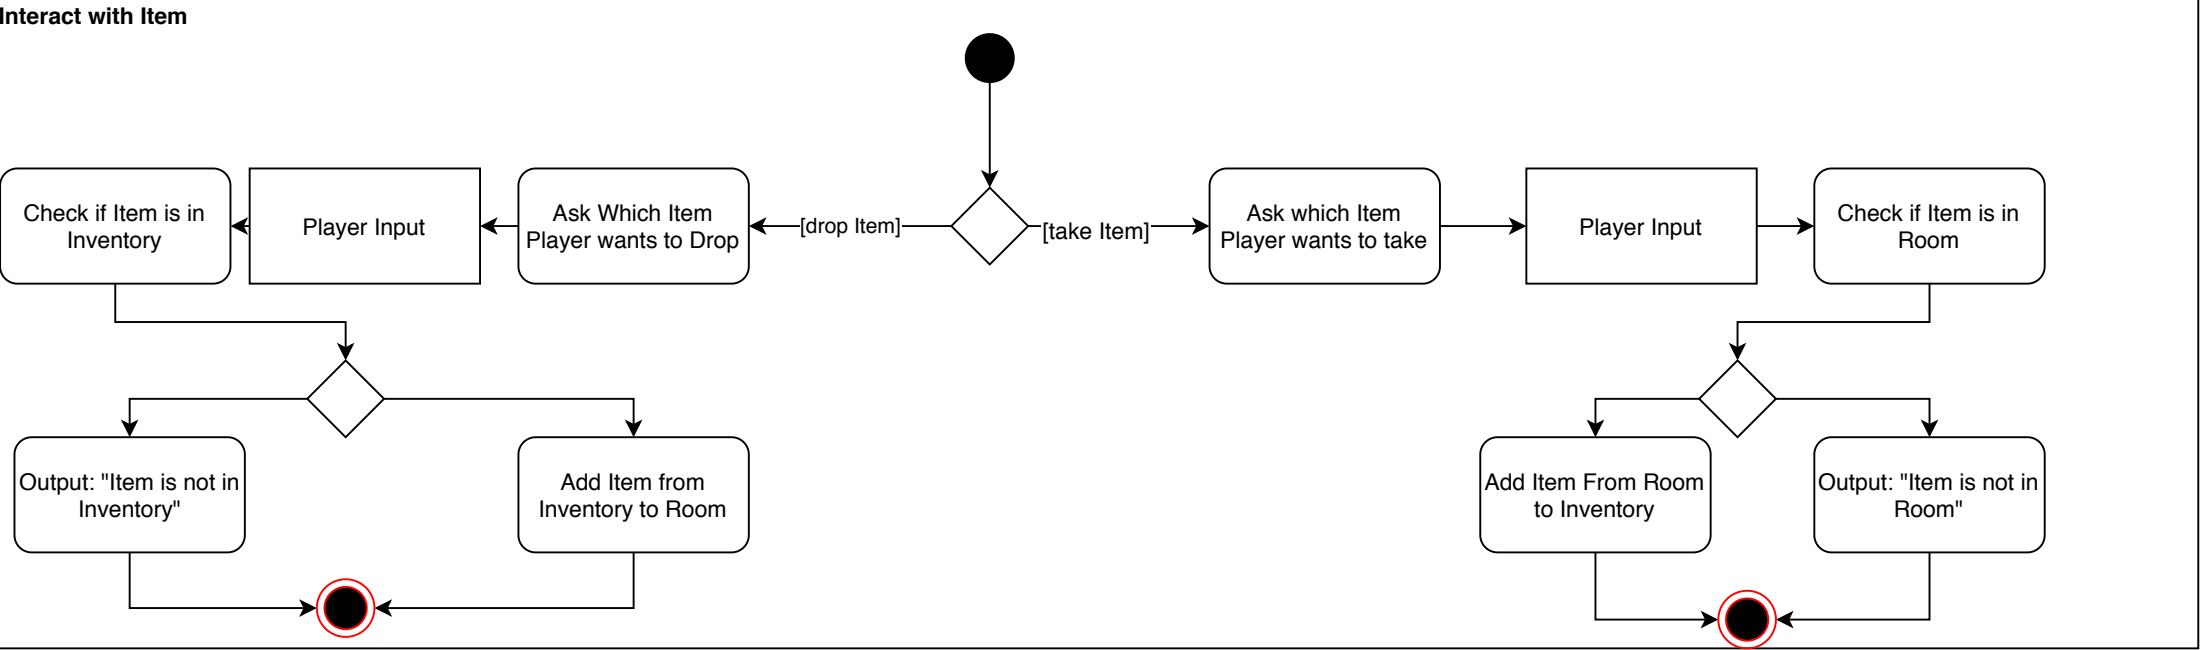 Interact with Item
Check if Item is in
Inventory
Player Input
Ask Which Item
Player wants to Drop
[drop Item]
[take Item]
Ask which Item
Player wants to take
Player Input
Check if Item is in
Room
Output: "Item is not in
Inventory"
Add Item from
Inventory to Room
Add Item From Room
to Inventory
Output: "Item is not in
Room"